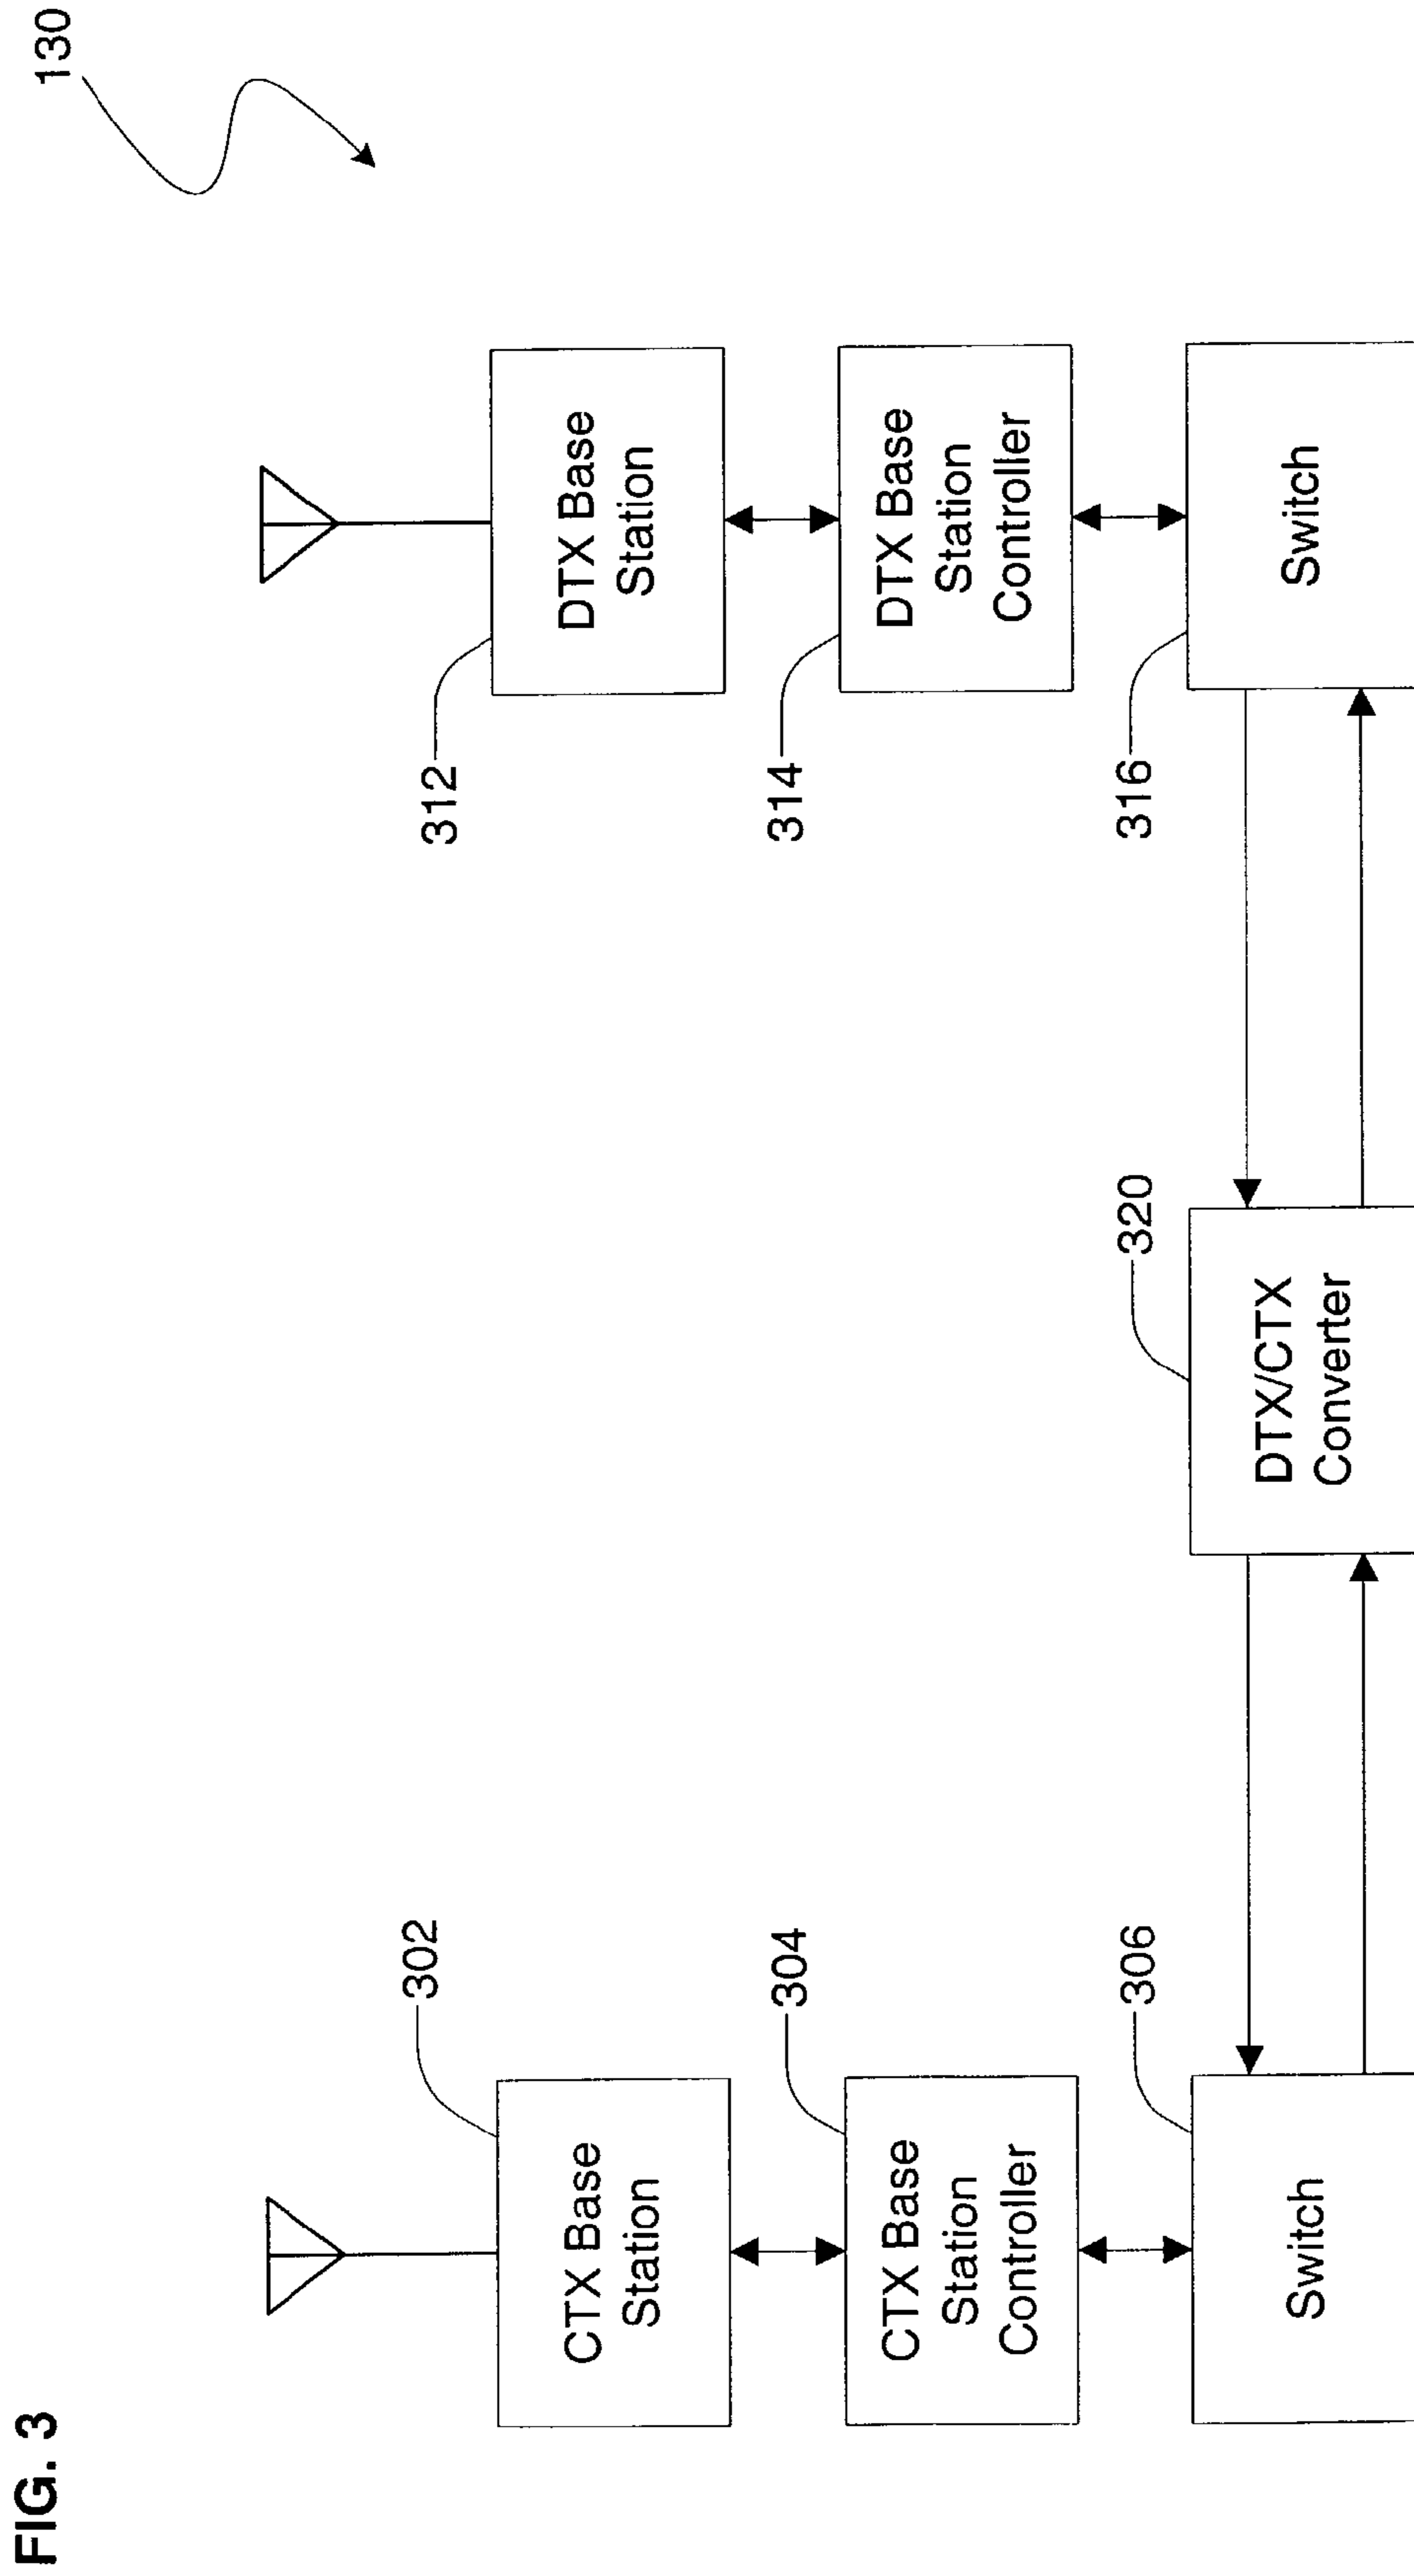 FIG. 3
130
302
CTX Base
Station
304
CTX Base
Station
Controller
306
Switch
312
DTX Base
Station
314
DTX Base
Station
Controller
316
Switch
320
DTX/CTX
Converter